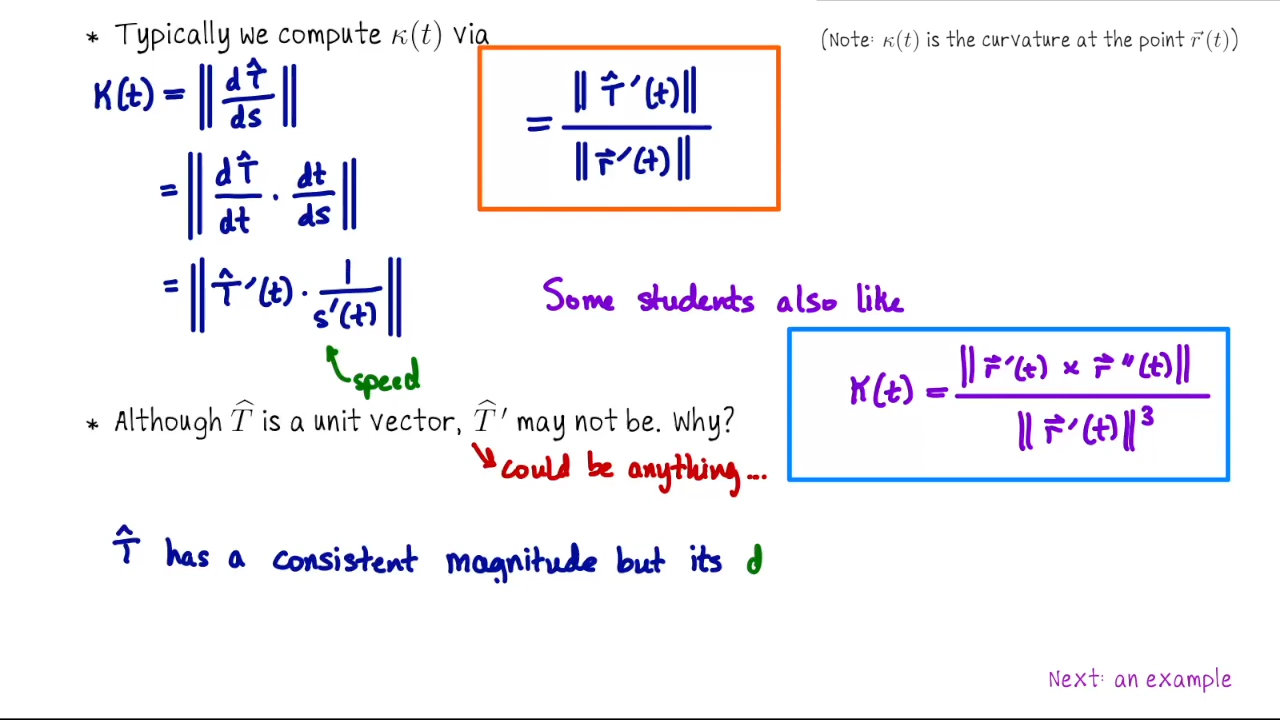 * Typically we compute κ(t) via
(Note: κ(t) is the curvature at the point r⃗(t))
K(t) = ‖ dT̂/ds ‖
= ‖ dT̂/dt · dt/ds ‖
= ‖ T̂′(t) · 1/s′(t) ‖
speed
= ‖ T̂′(t) ‖ / ‖ r⃗′(t) ‖
Some students also like
K(t) = ‖ r⃗′(t) × r⃗″(t) ‖ / ‖ r⃗′(t) ‖³
* Although T̂ is a unit vector, T̂′ may not be. Why?
could be anything...
T̂ has a consistent magnitude but its d
Next: an example